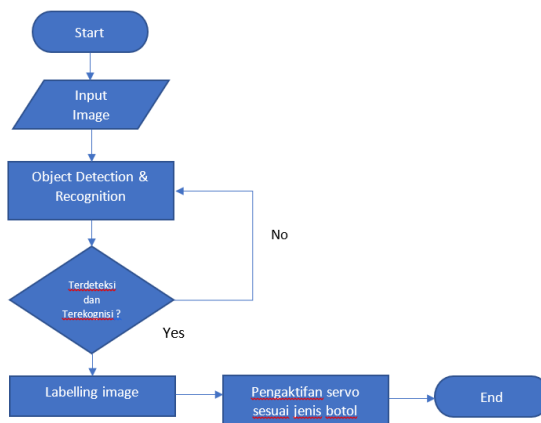 Start
Input
Image
Object Detection &
Recognition
No
Terdeteksi
dan
Terekognisi ?
Yes
Labelling image
Pengaktifan servo
sesuai jenis botol
End